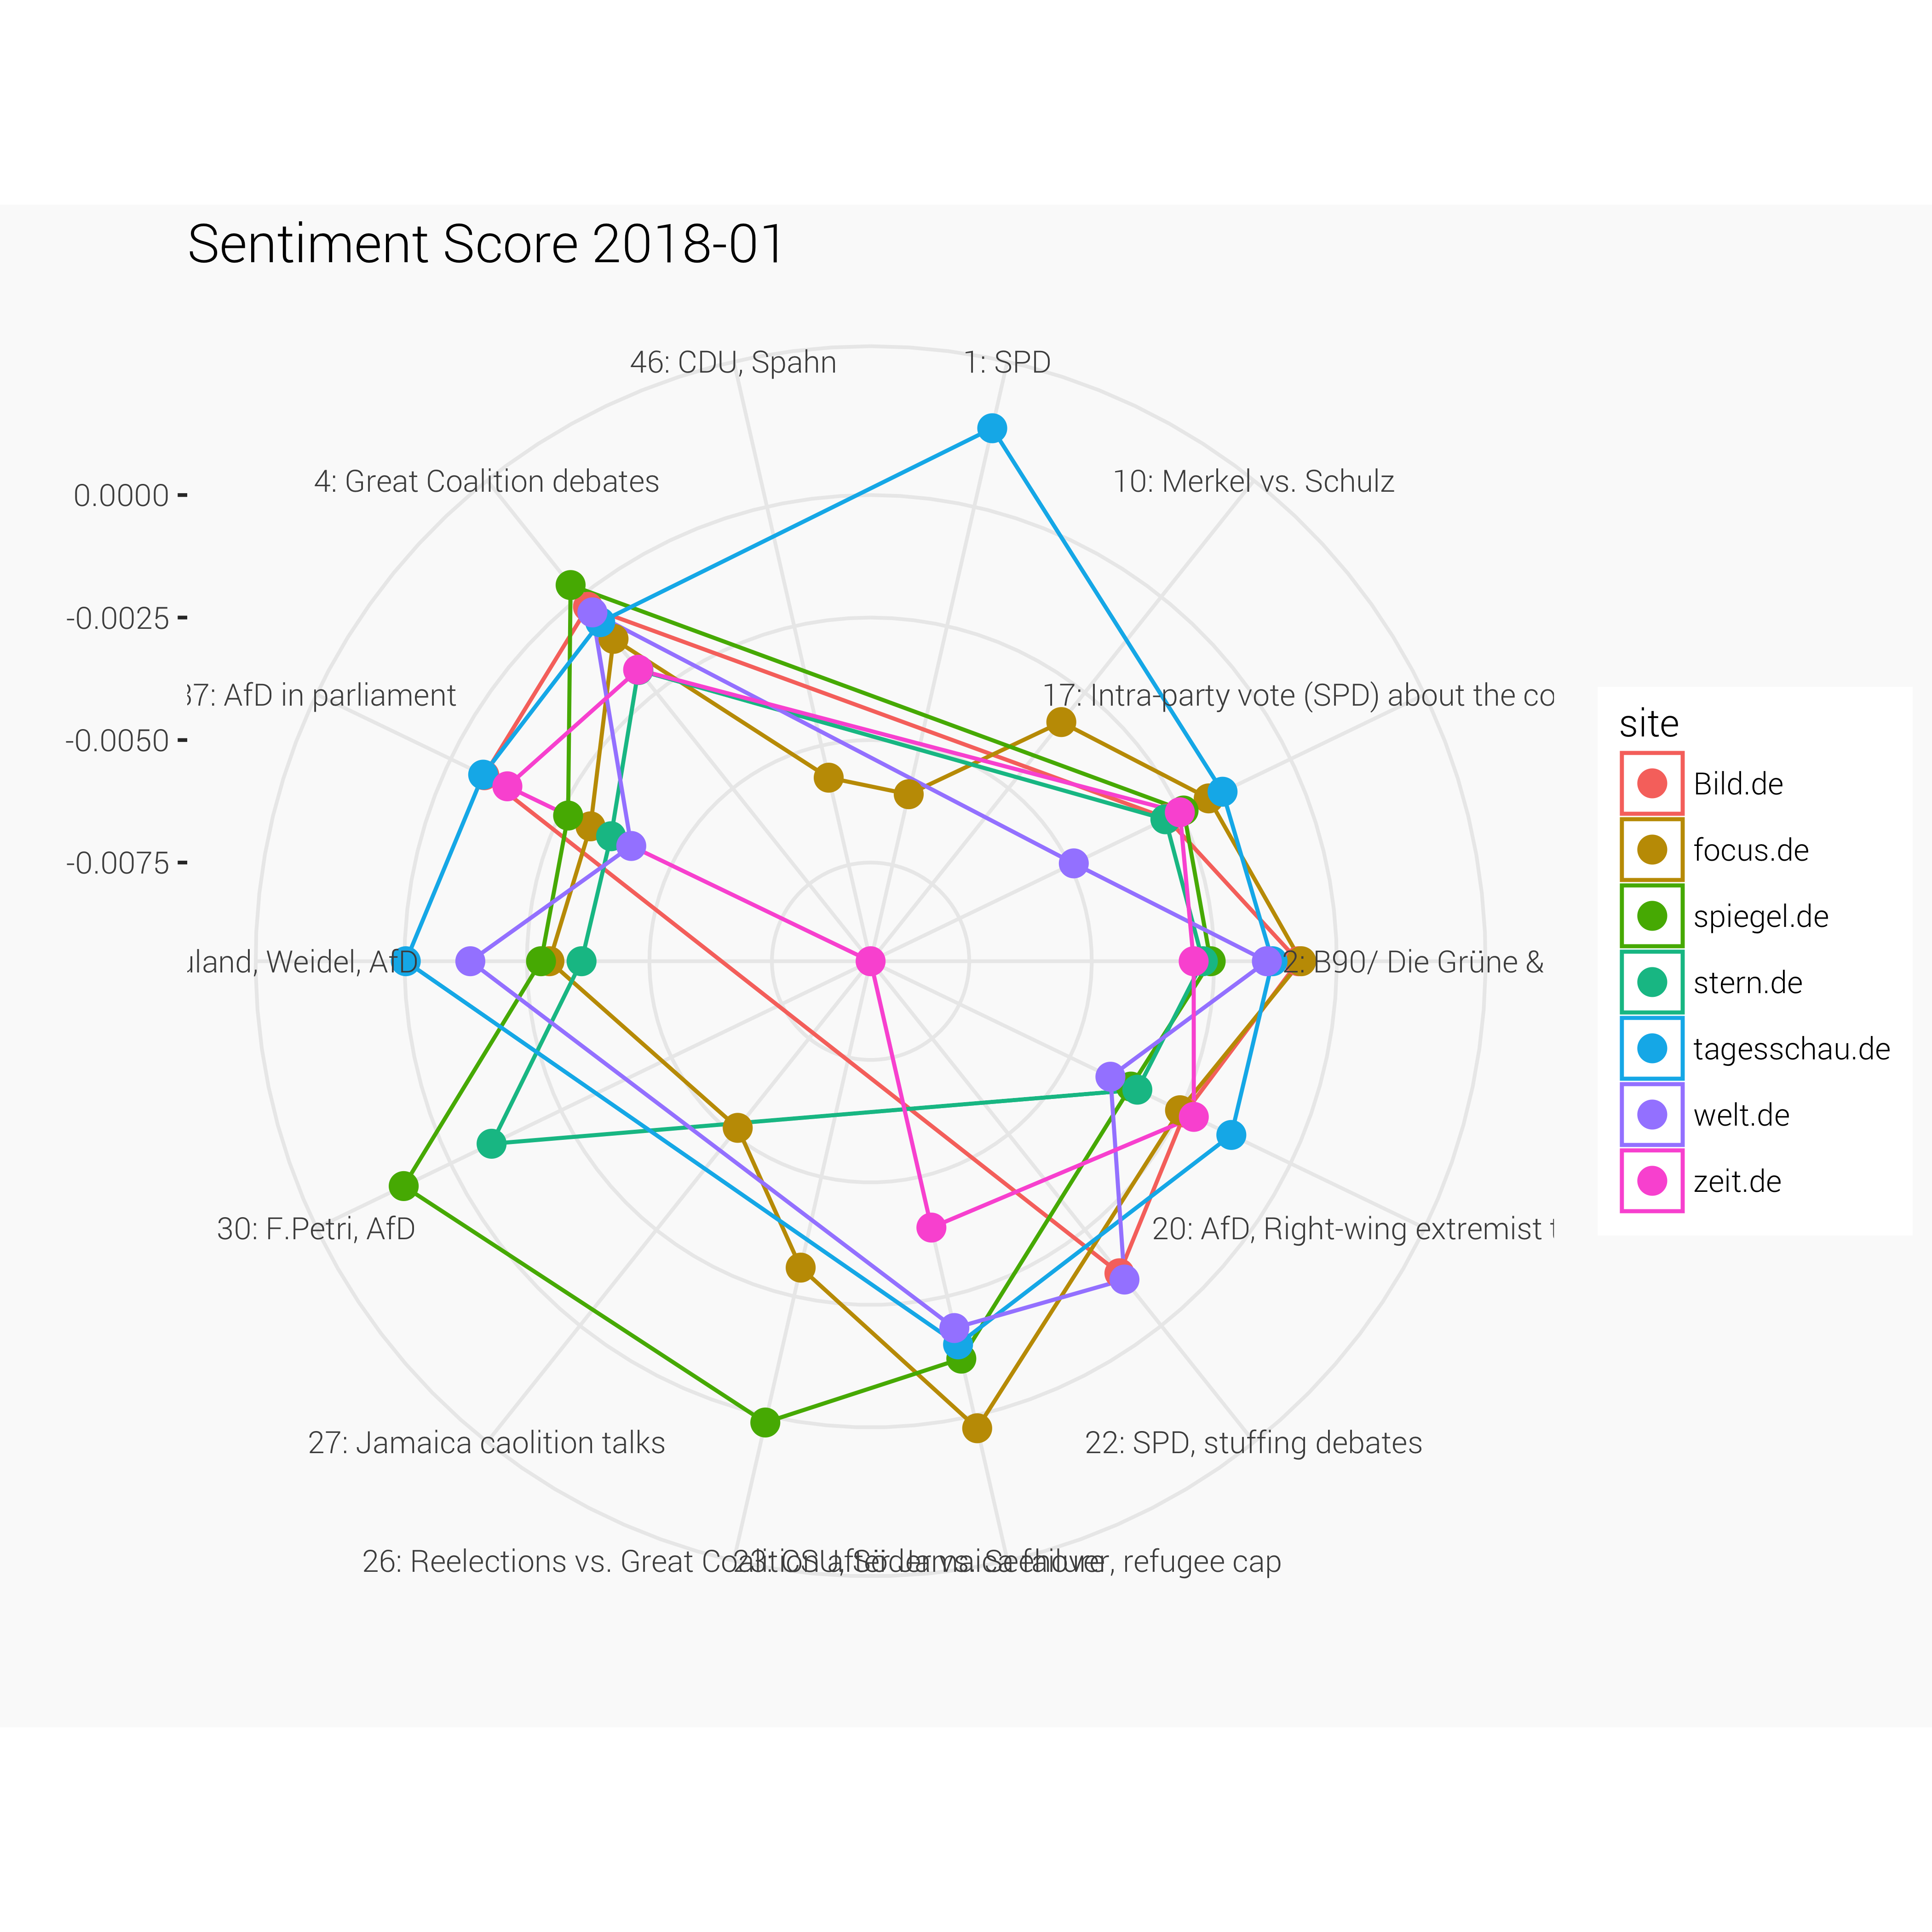 Sentiment Score 2018-01
46: CDU, Spahn
1: SPD
4: Great Coalition debates
10: Merkel vs. Schulz
0.0000
-0.0025
-0.0050
-0.0075
37: AfD in parliament
17: Intra-party vote (SPD) about the co
uland, Weidel, AfD
2: B90/ Die Grüne &
30: F.Petri, AfD
20: AfD, Right-wing extremist t
27: Jamaica caolition talks
22: SPD, stuffing debates
26: Reelections vs. Great Coalition after Jamaica failure
23: CSU, Söder vs. Seehover, refugee cap
site
Bild.de
focus.de
spiegel.de
stern.de
tagesschau.de
welt.de
zeit.de